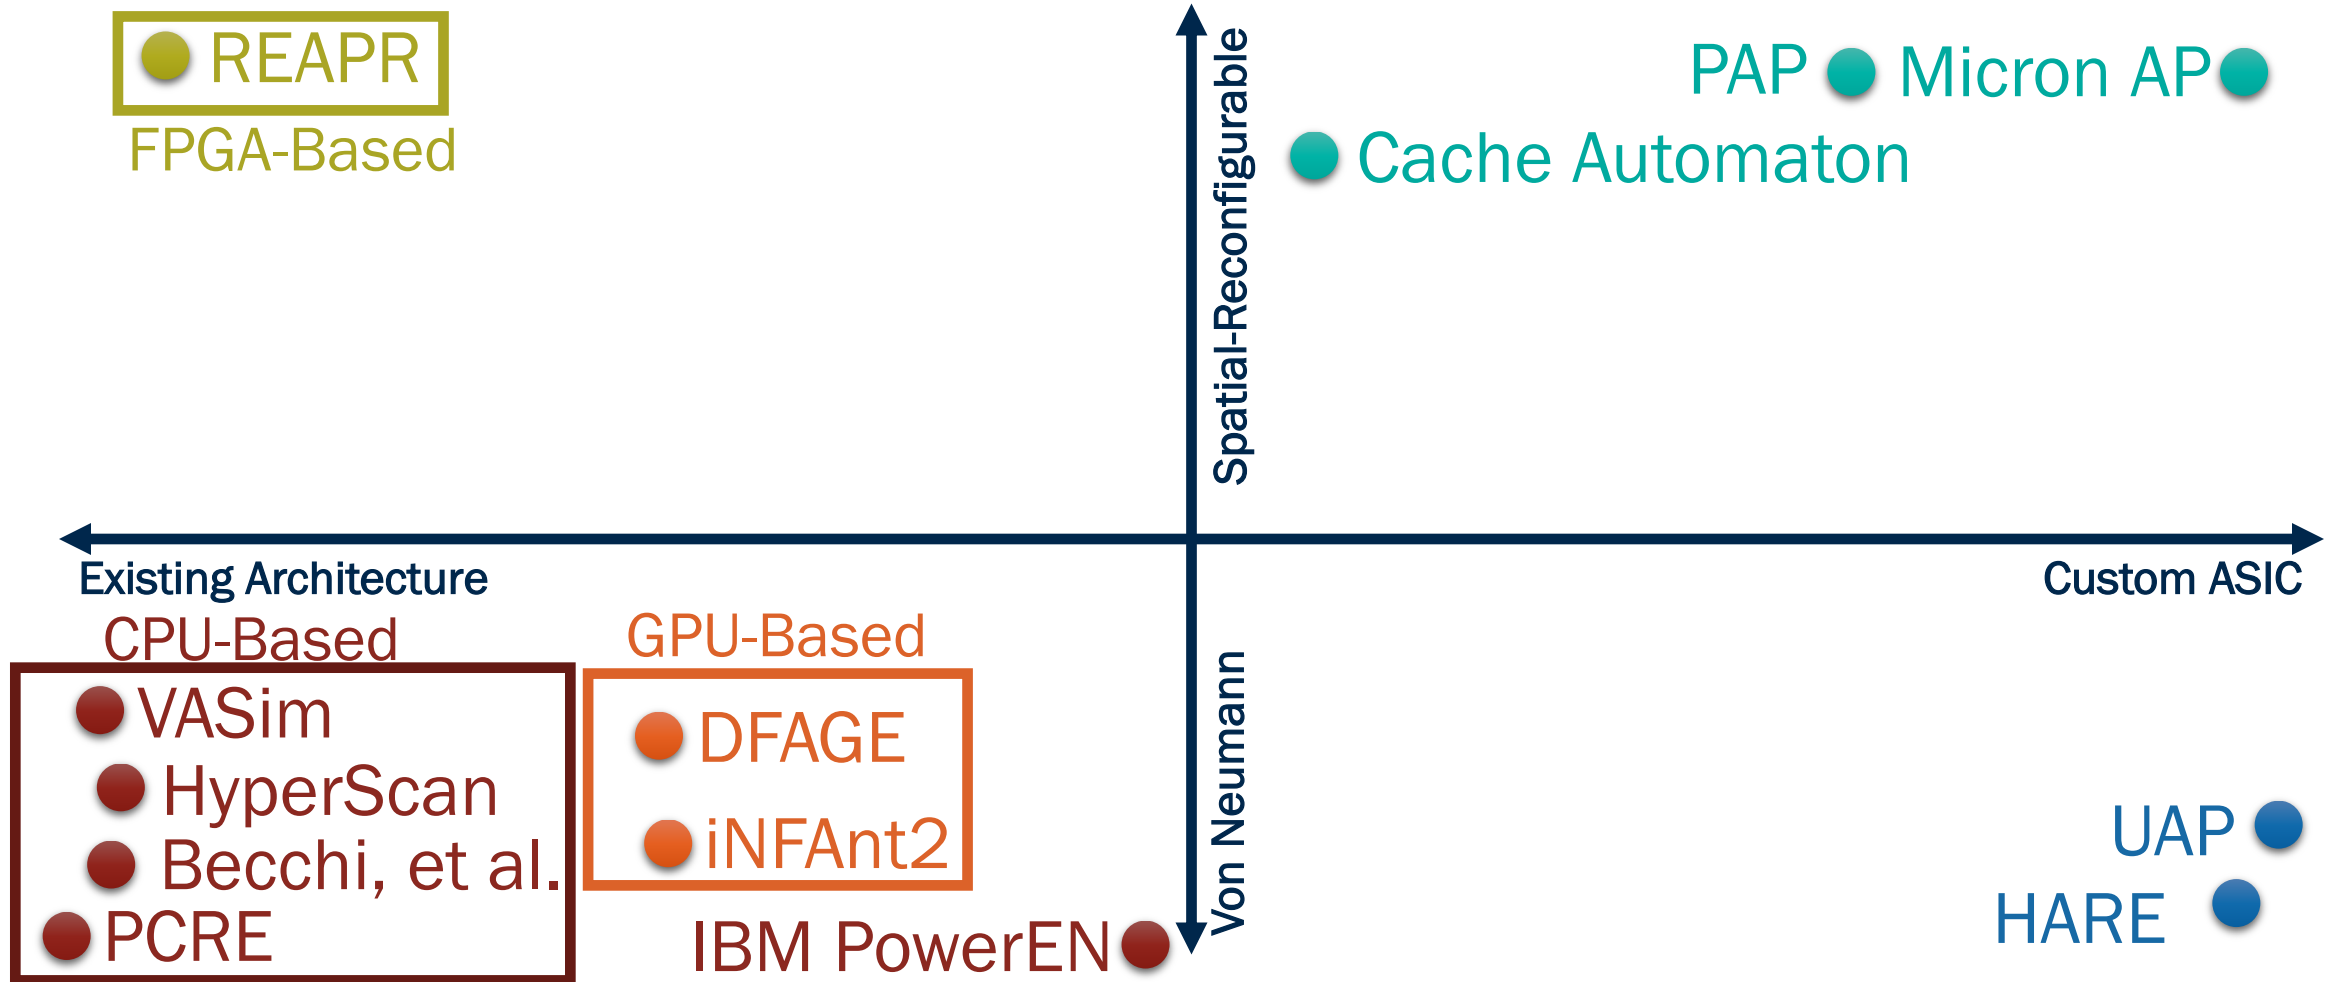 REAPR
FPGA-Based
Spatial-Reconfigurable
PAP
Micron AP
Cache Automaton
Existing Architecture
Custom ASIC
CPU-Based
VASim
HyperScan
Becchi, et al.
PCRE
GPU-Based
DFAGE
iNFAnt2
IBM PowerEN
Von Neumann
UAP
HARE